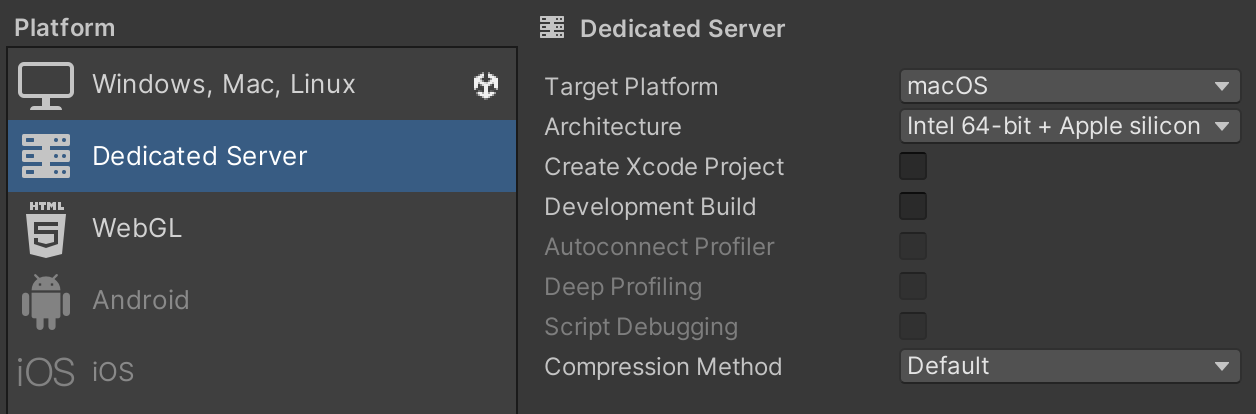 Platform
Windows, Mac, Linux
Dedicated Server
HTML
5
WebGL
Android
iOS iOS
Dedicated Server
Target Platform macOS
Architecture Intel 64-bit + Apple silicon
Create Xcode Project
Development Build
Autoconnect Profiler
Deep Profiling
Script Debugging
Compression Method Default